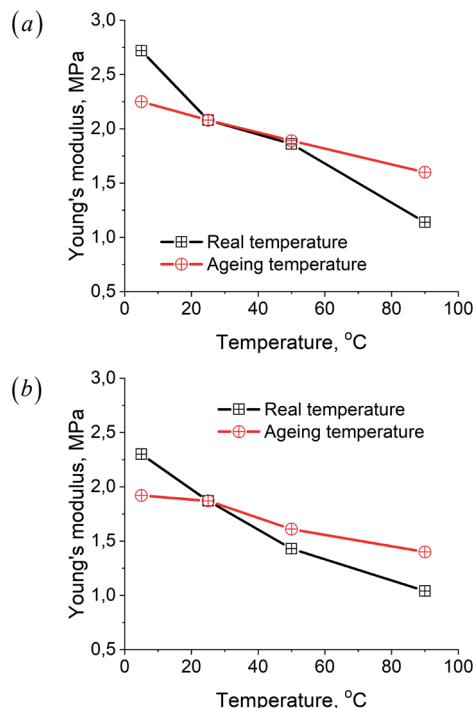 (a)
3,0
2,5
2,0
1,5
1,0
0,5
Young's modulus, MPa
Real temperature
Ageing temperature
0 20 40 60 80 100
Temperature, °C
(b)
3,0
2,5
2,0
1,5
1,0
0,5
Young's modulus, MPa
Real temperature
Ageing temperature
0 20 40 60 80 100
Temperature, °C